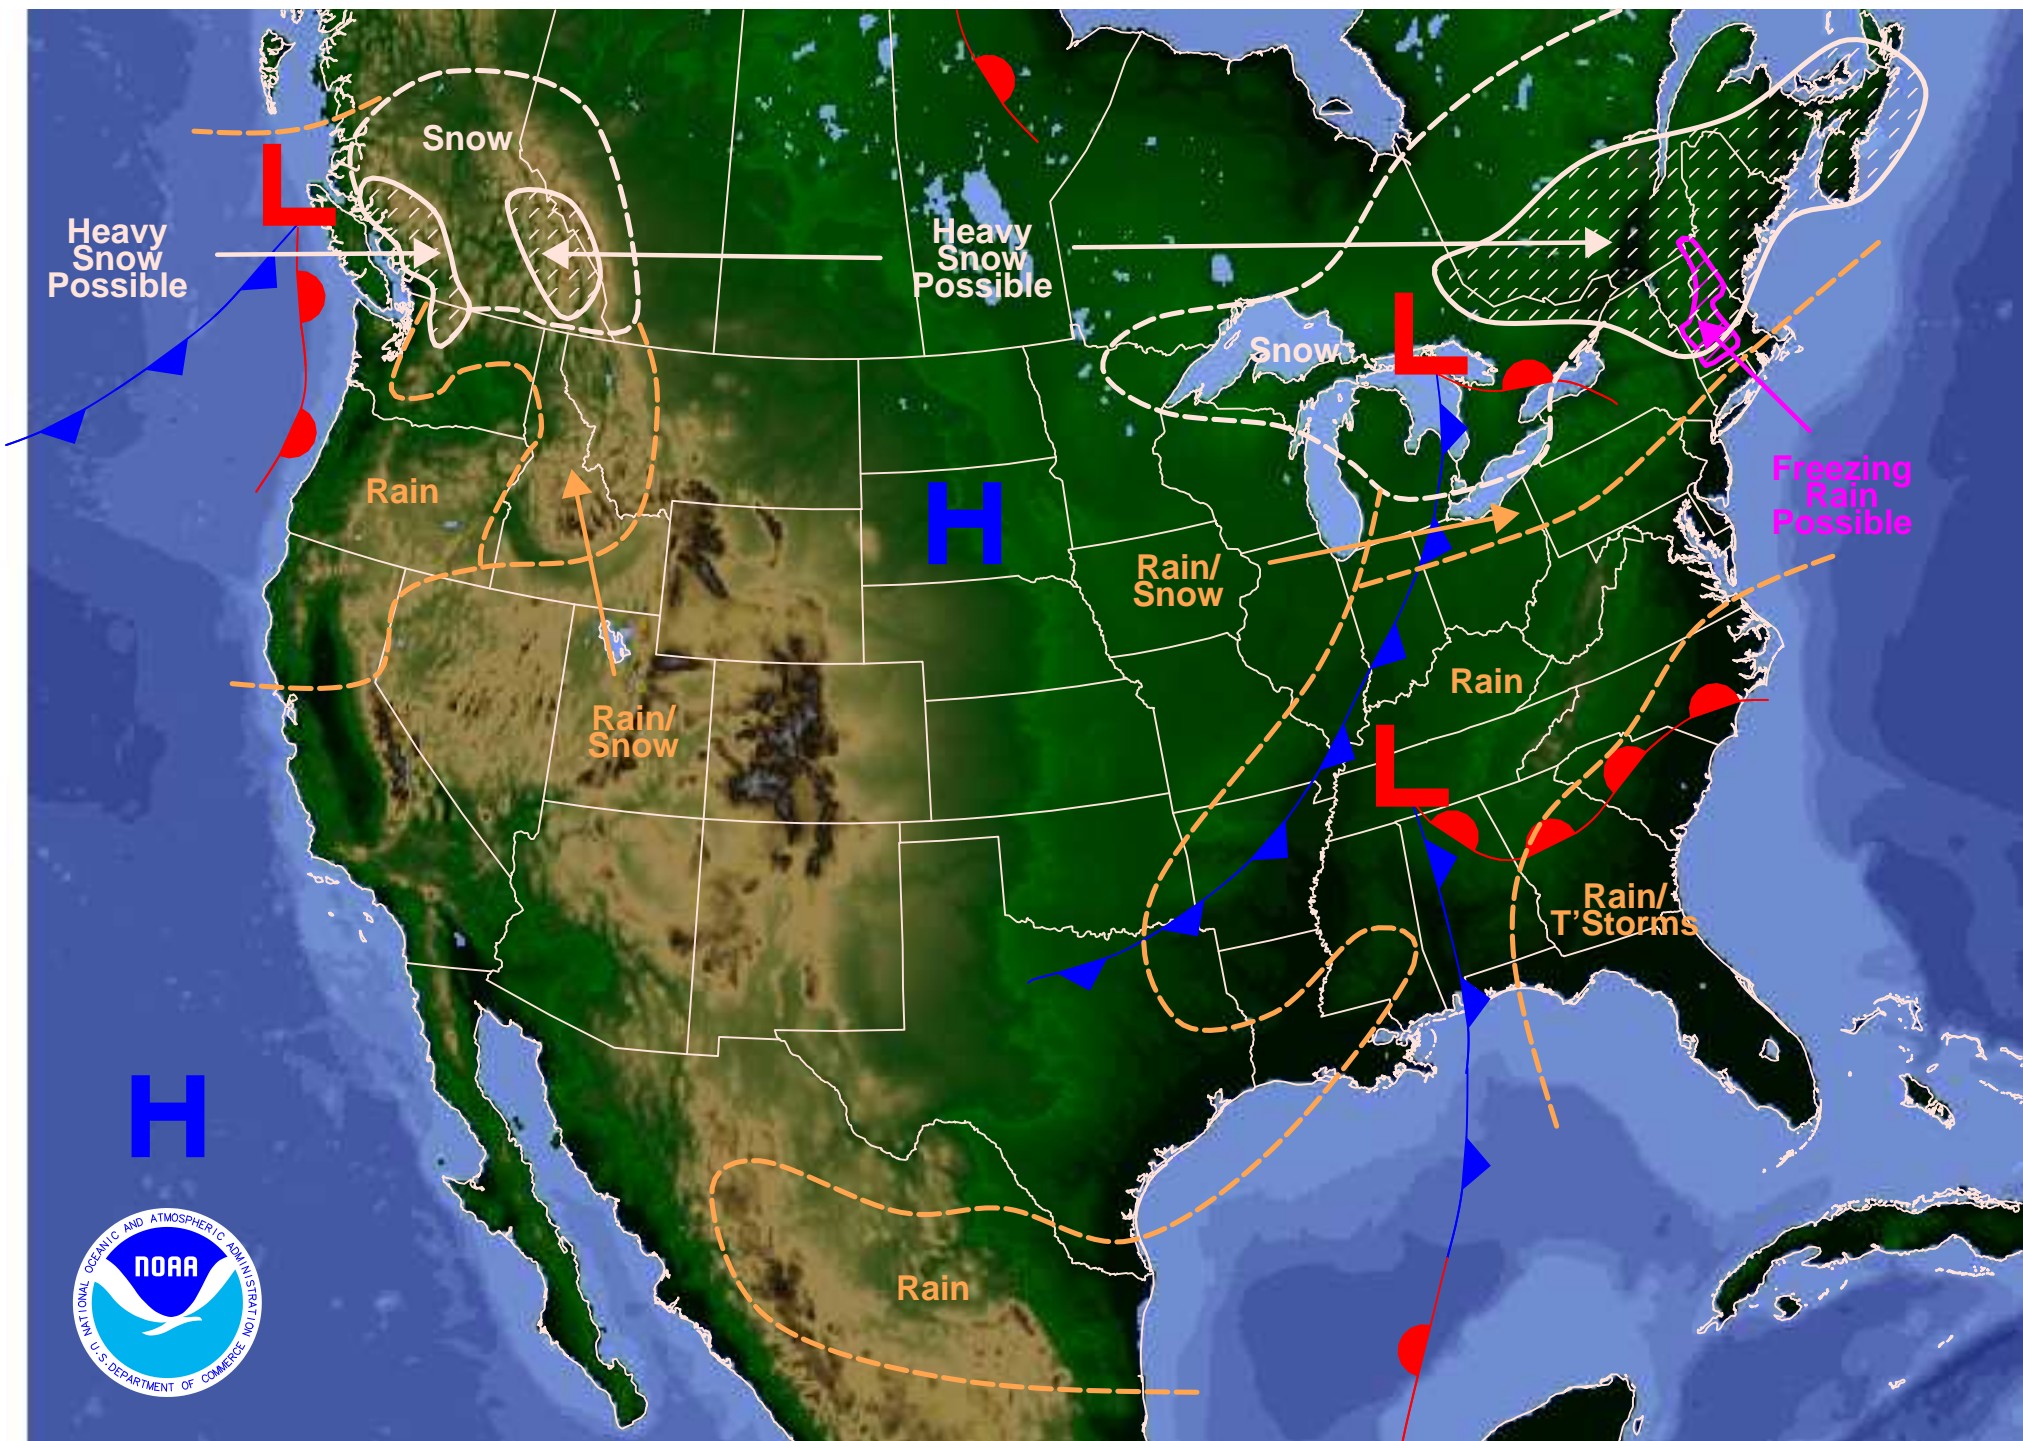 Snow
L
Heavy
Snow
Possible
Heavy
Snow
Possible
L
Snow
Freezing
Rain
Possible
Rain
H
Rain/
Snow
Rain
Rain/
Snow
L
Rain/
T'Storms
H
Rain
NATIONAL OCEANIC AND ATMOSPHERIC ADMINISTRATION
NOAA
U.S. DEPARTMENT OF COMMERCE